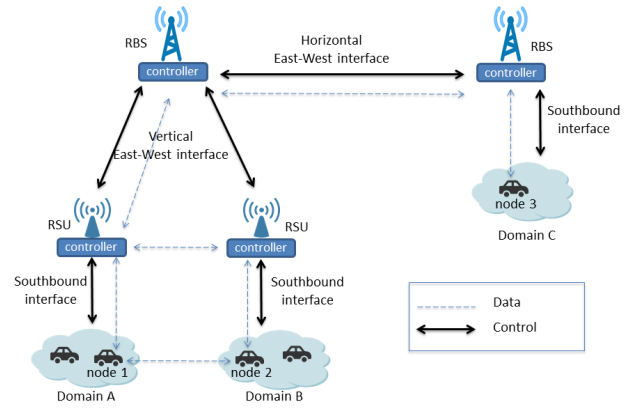 RBS
controller
Horizontal
East-West interface
RBS
controller
Southbound
interface
Vertical
East-West interface
node 3
Domain C
RSU
controller
RSU
controller
Southbound
interface
Southbound
interface
node 1
Domain A
node 2
Domain B
Data
Control